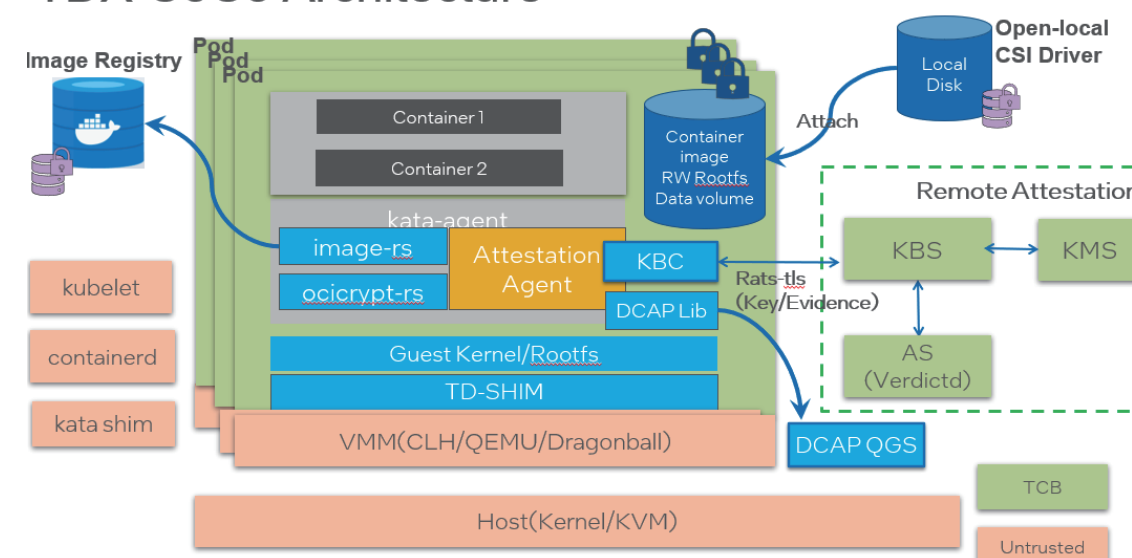 Architecture
Image Registry
Pod
Pod
Pod
Container 1
Container 2
kata-agent
image-rs
ocicrypt-rs
Attestation
Agent
KBC
DCAP Lib
Guest Kernel/Rootfs
TD-SHIM
VMM(CLH/QEMU/Dragonball)
Host(Kernel/KVM)
kubelet
containerd
kata shim
Container
image
RW Rootfs
Data volume
Attach
Local
Disk
Open-local
CSI Driver
Remote Attestation
KBS
KMS
Rats-tls
(Key/Evidence)
AS
(Verdictd)
DCAP QGS
TCB
Untrusted